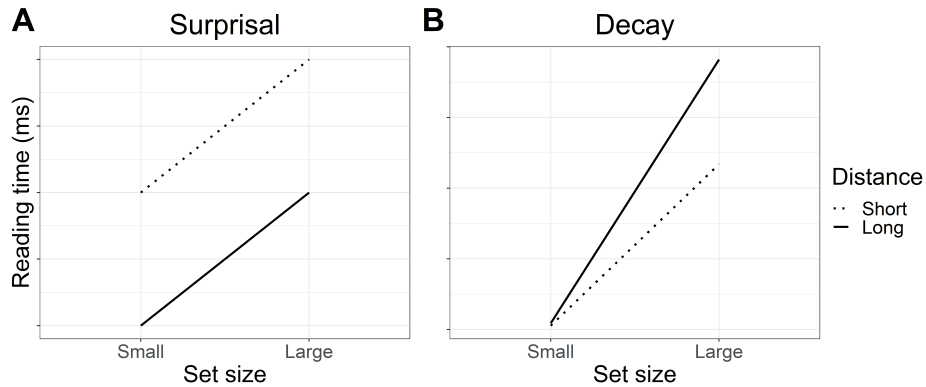 A
Surprisal
Reading time (ms)
Small
Large
Set size
B
Decay
Small
Large
Set size
Distance
Short
Long